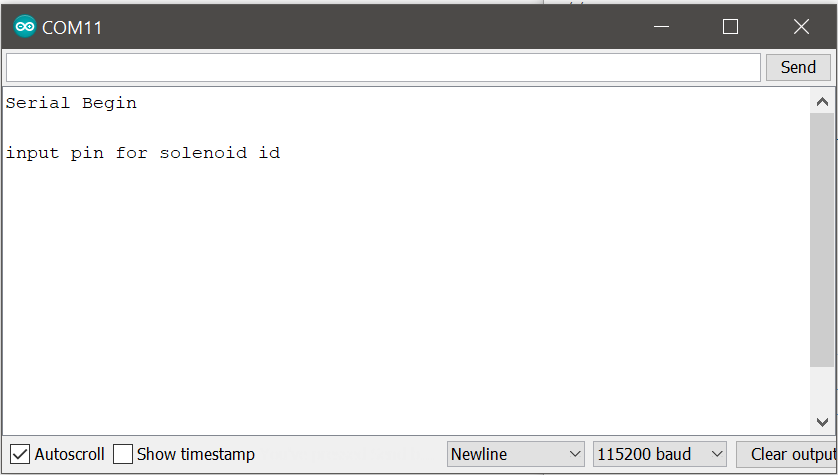 COM11
Send
Serial Begin
input pin for solenoid id
Autoscroll Show timestamp Newline 115200 baud Clear output